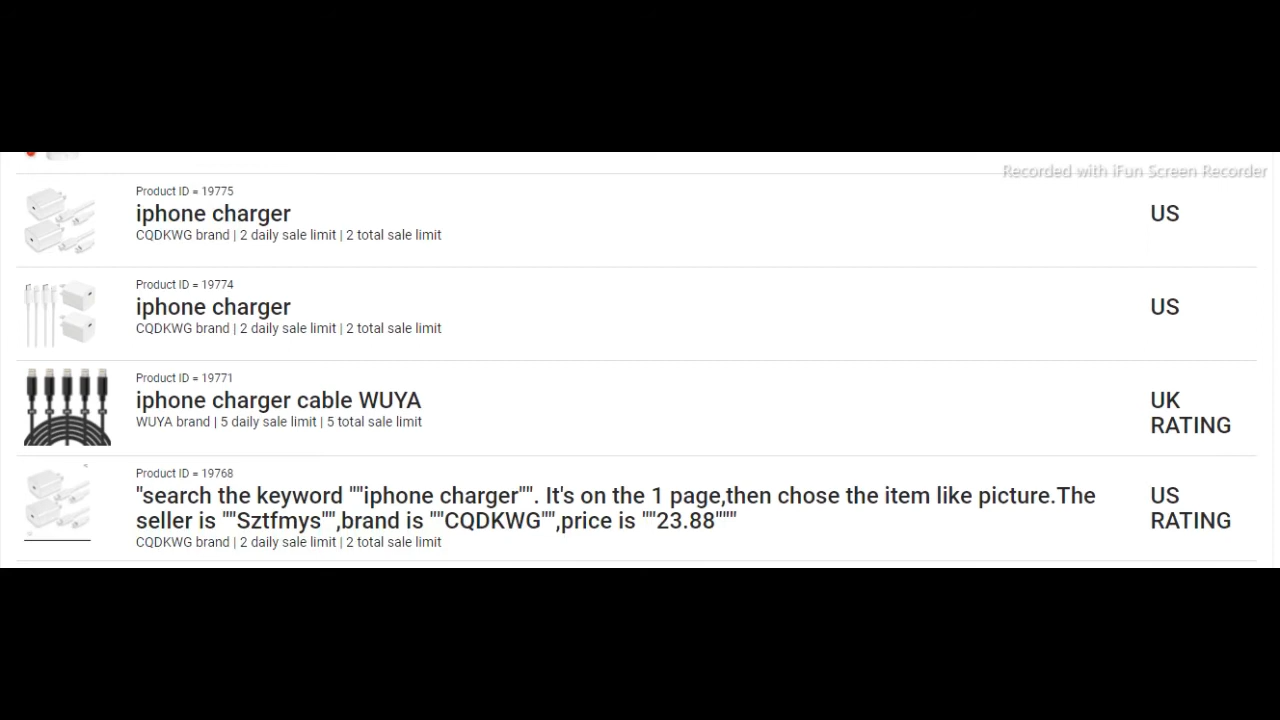 Recorded with iFun Screen Recorder
Product ID = 19775
iphone charger
CQDKWG brand | 2 daily sale limit | 2 total sale limit
US
Product ID = 19774
iphone charger
CQDKWG brand | 2 daily sale limit | 2 total sale limit
US
Product ID = 19771
iphone charger cable WUYA
WUYA brand | 5 daily sale limit | 5 total sale limit
UK
RATING
Product ID = 19768
"search the keyword ""iphone charger"". It's on the 1 page,then chose the item like picture.The
seller is ""Sztfmys"",brand is ""CQDKWG"",price is ""23.88"""
CQDKWG brand | 2 daily sale limit | 2 total sale limit
US
RATING